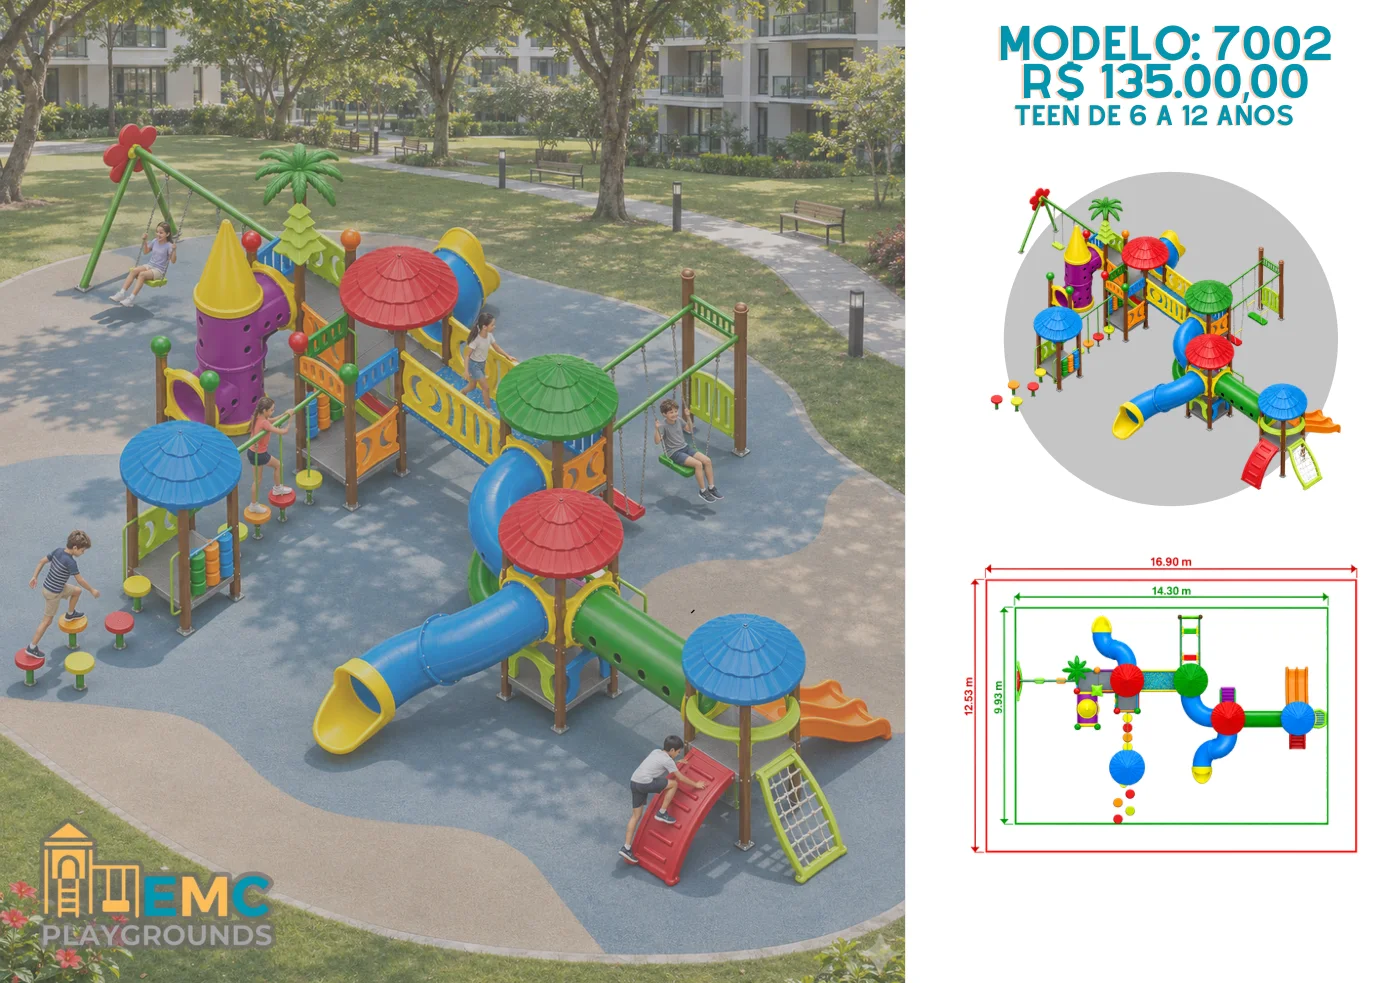 MODELO: 7002
R$ 135.00,00
TEEN DE 6 A 12 AÑOS
16.90 m
14.30 m
12.53 m
9.93 m
EMC
PLAYGROUNDS